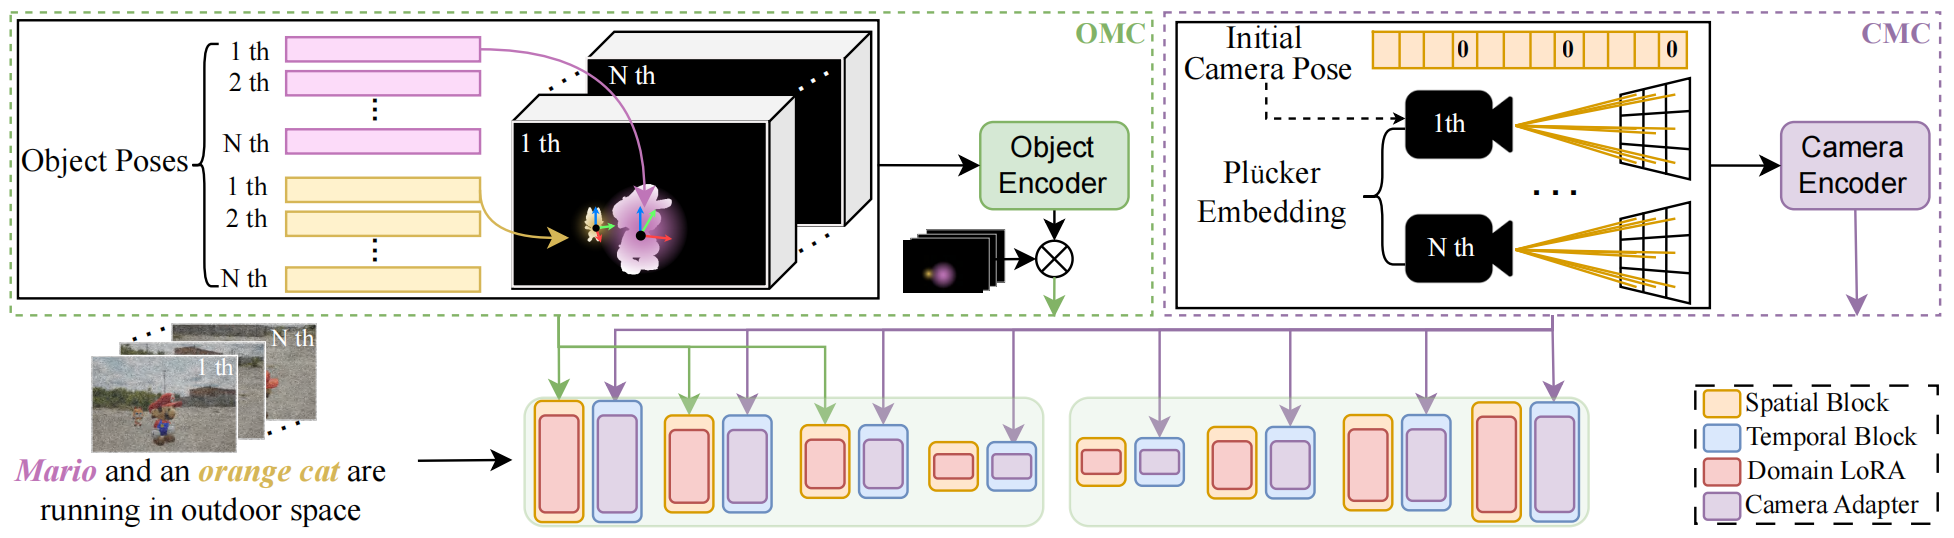 OMC
Object Poses
1 th
2 th
⋮
N th
1 th
2 th
⋮
N th
N th
1 th
Object
Encoder
CMC
Initial
Camera Pose
0 0 0
1th
Plücker
Embedding
. . .
N th
Camera
Encoder
N th
1 th
Mario and an orange cat are
running in outdoor space
Spatial Block
Temporal Block
Domain LoRA
Camera Adapter